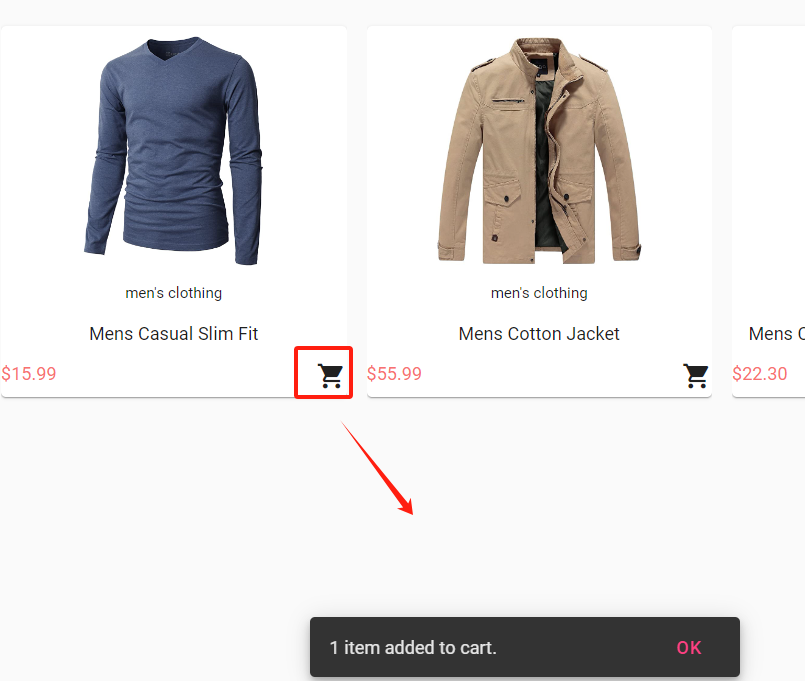 men's clothing
men's clothing
Mens Casual Slim Fit
Mens Cotton Jacket
Mens
$15.99
$55.99
$22.30
1 item added to cart.
OK